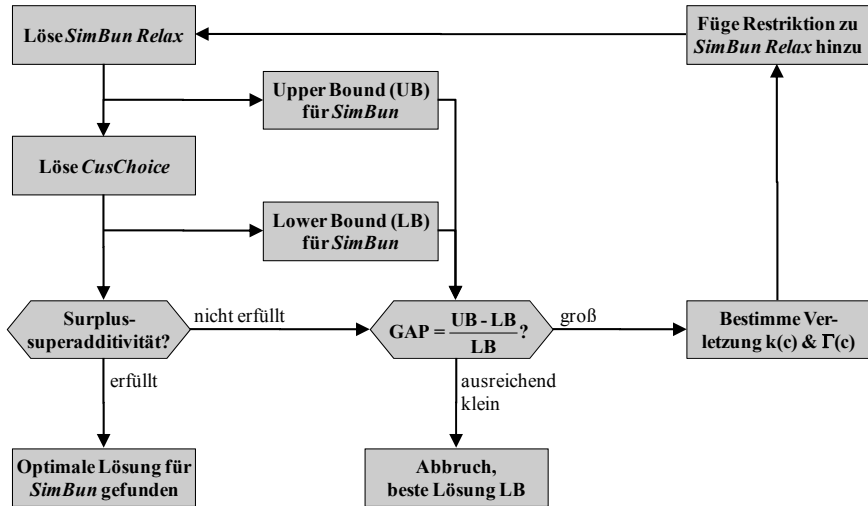 Löse SimBun Relax
Füge Restriktion zu
SimBun Relax hinzu
Upper Bound (UB)
für SimBun
Löse CusChoice
Lower Bound (LB)
für SimBun
Surplus-
superadditivität?
nicht erfüllt
GAP = UB - LB / LB ?
groß
Bestimme Ver-
letzung k(c) & Γ(c)
erfüllt
ausreichend
klein
Optimale Lösung für
SimBun gefunden
Abbruch,
beste Lösung LB